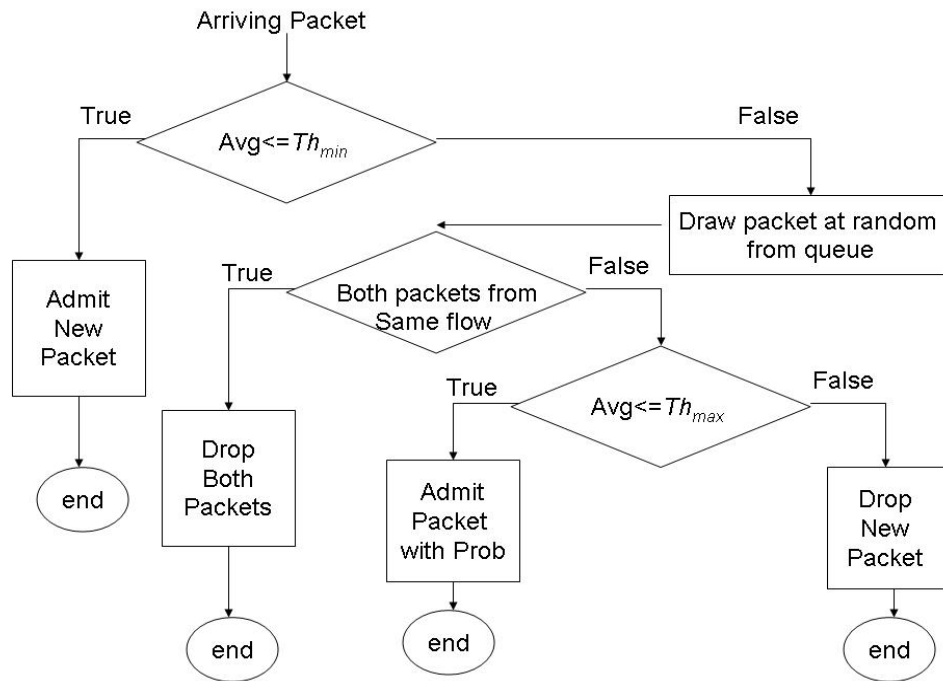 Arriving Packet
True
False
Avg<=Th_min
Draw packet at random
from queue
True
False
Admit
New
Packet
Both packets from
Same flow
True
False
Avg<=Th_max
Drop
Both
Packets
Admit
Packet
with Prob
Drop
New
Packet
end
end
end
end